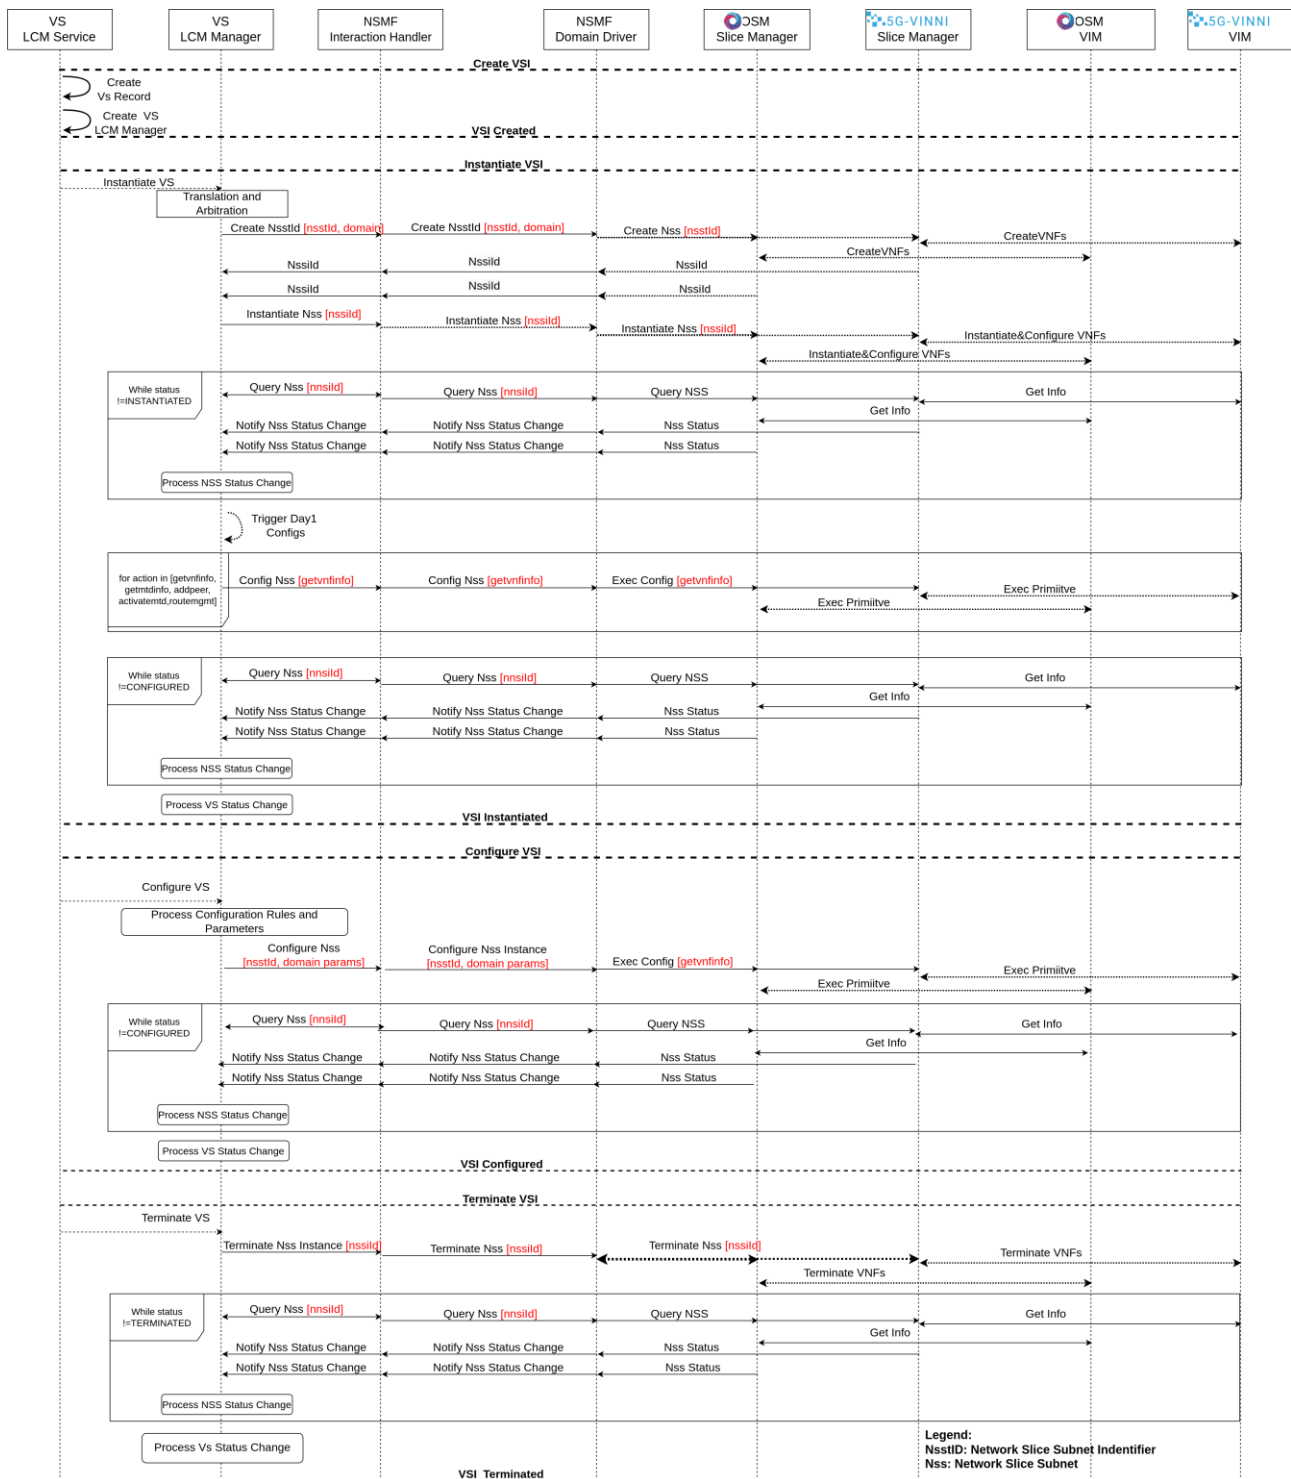 VS
LCM Service
VS
LCM Manager
NSMF
Interaction Handler
NSMF
Domain Driver
OSM
Slice Manager
5G-VINNI
Slice Manager
OSM
VIM
5G-VINNI
VIM
Create VSI
Create
Vs Record
Create VS
LCM Manager
VSI Created
Instantiate VSI
Instantiate VS
Translation and
Arbitration
Create NsstId [nsstId, domain]
Create NsstId [nsstId, domain]
Create Nss [nsstId]
CreateVNFs
CreateVNFs
NssiId
NssiId
NssiId
NssiId
NssiId
NssiId
Instantiate Nss [nssiId]
Instantiate Nss [nssiId]
Instantiate Nss [nssiId]
Instantiate&Configure VNFs
Instantiate&Configure VNFs
While status
!=INSTANTIATED
Query Nss [nnsiId]
Query Nss [nnsiId]
Query NSS
Get Info
Get Info
Notify Nss Status Change
Notify Nss Status Change
Nss Status
Notify Nss Status Change
Notify Nss Status Change
Nss Status
Process NSS Status Change
Trigger Day1
Configs
for action in [getvnfinfo,
getmtdinfo, addpeer,
activatemtd,routemgmt]
Config Nss [getvnfinfo]
Config Nss [getvnfinfo]
Exec Config [getvnfinfo]
Exec Primiitve
Exec Primiitve
While status
!=CONFIGURED
Query Nss [nnsiId]
Query Nss [nnsiId]
Query NSS
Get Info
Get Info
Notify Nss Status Change
Notify Nss Status Change
Nss Status
Notify Nss Status Change
Notify Nss Status Change
Nss Status
Process NSS Status Change
Process VS Status Change
VSI Instantiated
Configure VSI
Configure VS
Process Configuration Rules and
Parameters
Configure Nss
[nsstId, domain params]
Configure Nss Instance
[nsstId, domain params]
Exec Config [getvnfinfo]
Exec Primiitve
Exec Primiitve
While status
!=CONFIGURED
Query Nss [nnsiId]
Query Nss [nnsiId]
Query NSS
Get Info
Get Info
Notify Nss Status Change
Notify Nss Status Change
Nss Status
Notify Nss Status Change
Notify Nss Status Change
Nss Status
Process NSS Status Change
Process VS Status Change
VSI Configured
Terminate VSI
Terminate VS
Terminate Nss Instance [nssiId]
Terminate Nss [nssiId]
Terminate Nss [nssiId]
Terminate VNFs
Terminate VNFs
While status
!=TERMINATED
Query Nss [nnsiId]
Query Nss [nnsiId]
Query NSS
Get Info
Get Info
Notify Nss Status Change
Notify Nss Status Change
Nss Status
Notify Nss Status Change
Notify Nss Status Change
Nss Status
Process NSS Status Change
Process Vs Status Change
Legend:
NsstID: Network Slice Subnet Indentifier
Nss: Network Slice Subnet
VSI Terminated